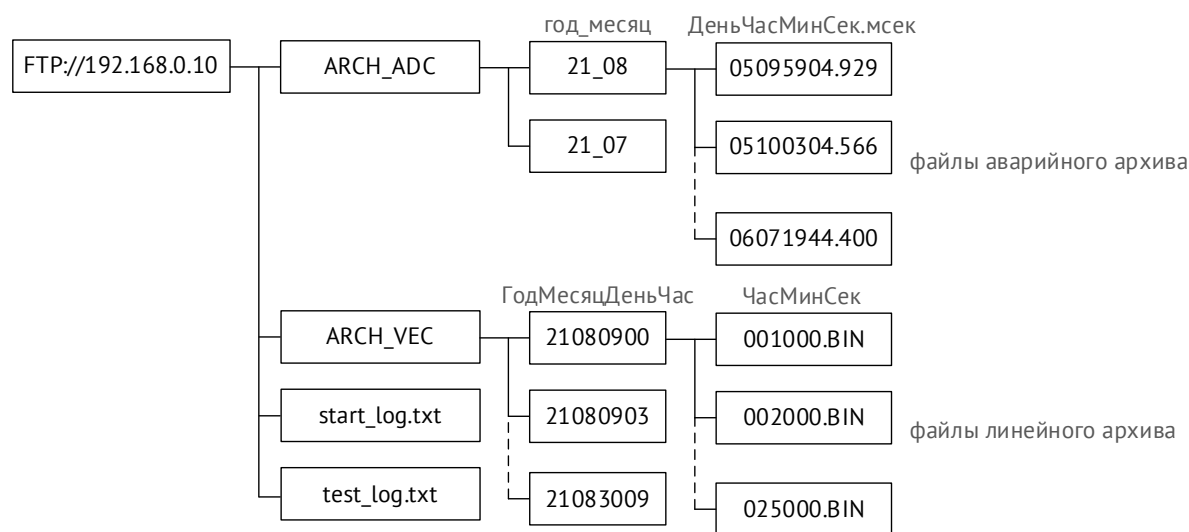 год_месяц
ДеньЧасМинСек.мсек
FTP://192.168.0.10
ARCH_ADC
21_08
05095904.929
21_07
05100304.566
файлы аварийного архива
06071944.400
ГодМесяцДеньЧас
ЧасМинСек
ARCH_VEC
21080900
001000.BIN
start_log.txt
21080903
002000.BIN
файлы линейного архива
test_log.txt
21083009
025000.BIN